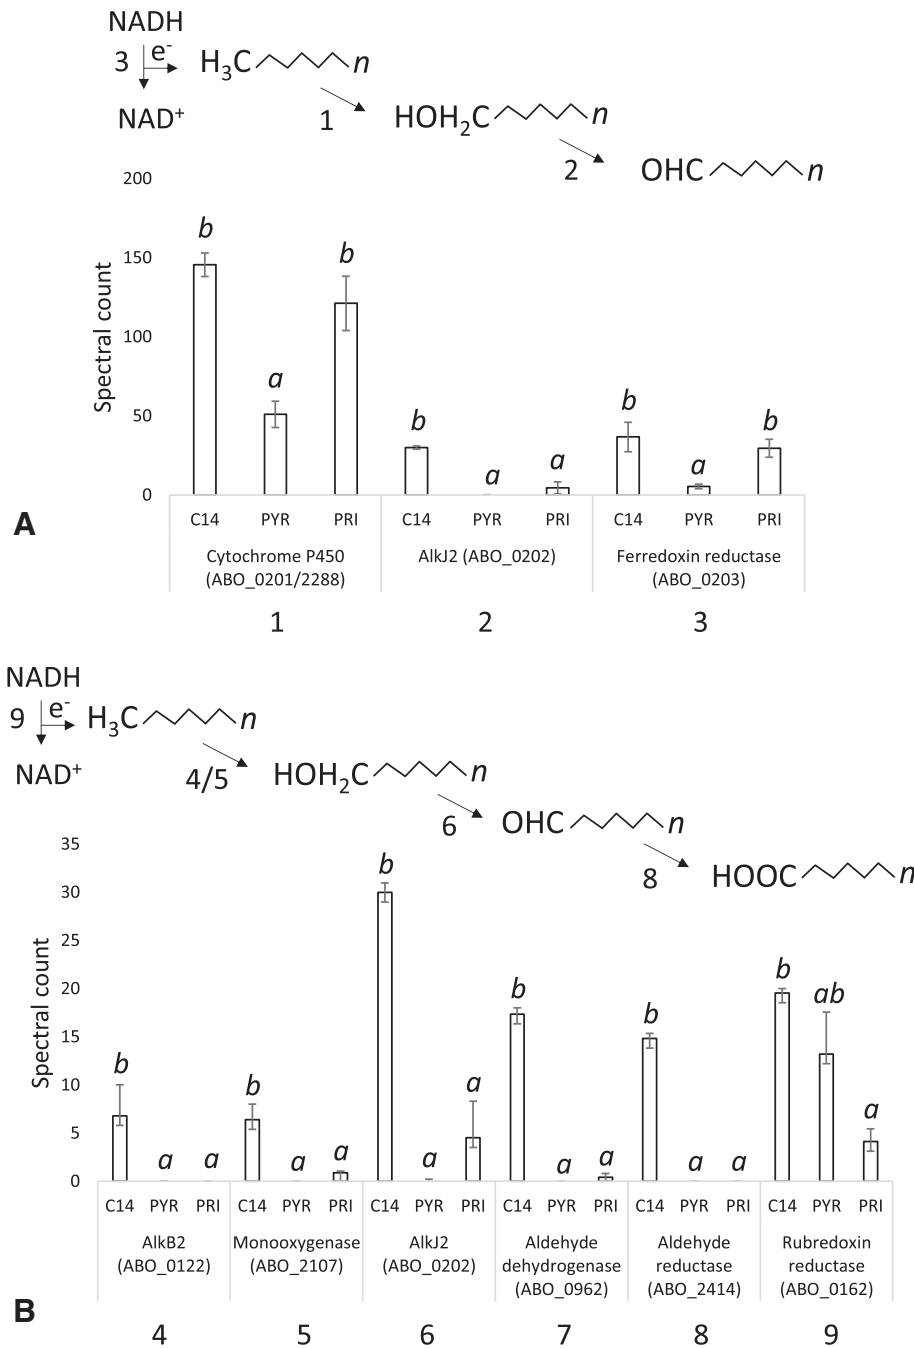 NADH
3 e-
H3C n
NAD+
1
HOH2C n
2
OHC n
200
150
100
50
0
Spectral count
b a b b a a b a b
A
C14 PYR PRI C14 PYR PRI C14 PYR PRI
Cytochrome P450 AlkJ2 (ABO_0202) Ferredoxin reductase
(ABO_0201/2288) (ABO_0203)
1 2 3
NADH
9 e-
H3C n
NAD+
4/5
HOH2C n
6
OHC n
8
HOOC n
35
30
25
20
15
10
5
0
Spectral count
b a a b a a b a a b a a b a a b ab a
C14 PYR PRI C14 PYR PRI C14 PYR PRI C14 PYR PRI C14 PYR PRI C14 PYR PRI
AlkB2 Monooxygenase AlkJ2 Aldehyde Aldehyde Rubredoxin
(ABO_0122) (ABO_2107) (ABO_0202) dehydrogenase reductase reductase
(ABO_0962) (ABO_2414) (ABO_0162)
B
4 5 6 7 8 9